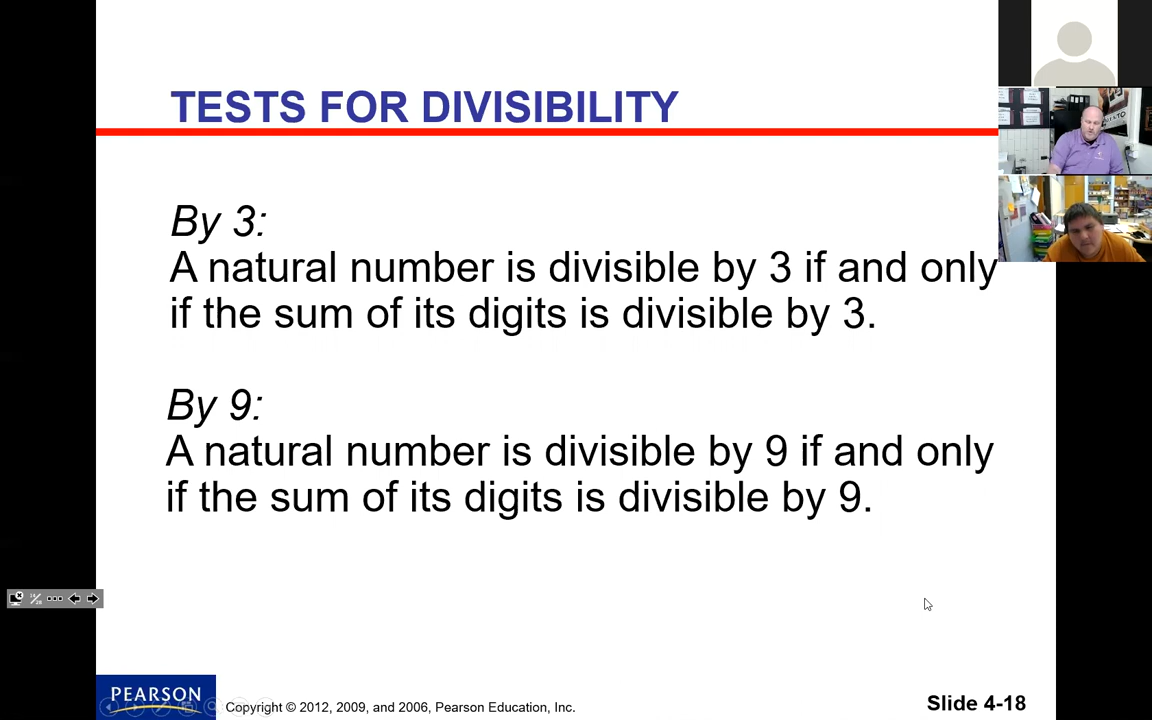 TESTS FOR DIVISIBILITY
By 3:
A natural number is divisible by 3 if and only
if the sum of its digits is divisible by 3.
By 9:
A natural number is divisible by 9 if and only
if the sum of its digits is divisible by 9.
PEARSON
Copyright © 2012, 2009, and 2006, Pearson Education, Inc.
Slide 4-18